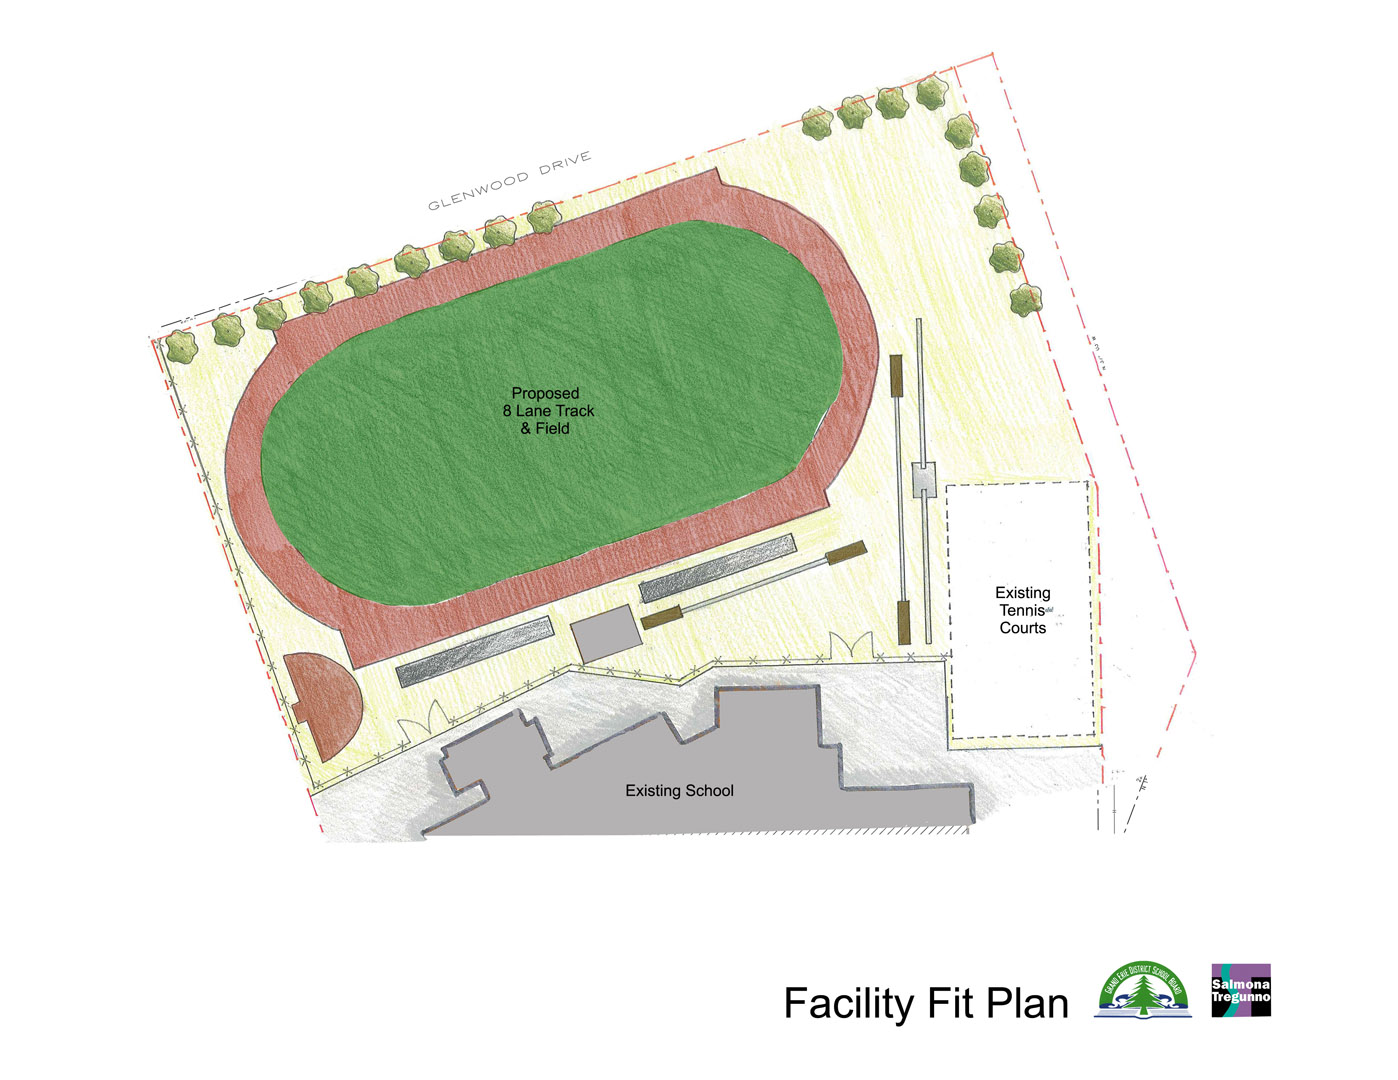 GLENWOOD DRIVE
Proposed
8 Lane Track
& Field
Existing
Tennis
Courts
Existing School
Facility Fit Plan
GRAND ERIE DISTRICT SCHOOL BOARD
Salmona
Tregunno